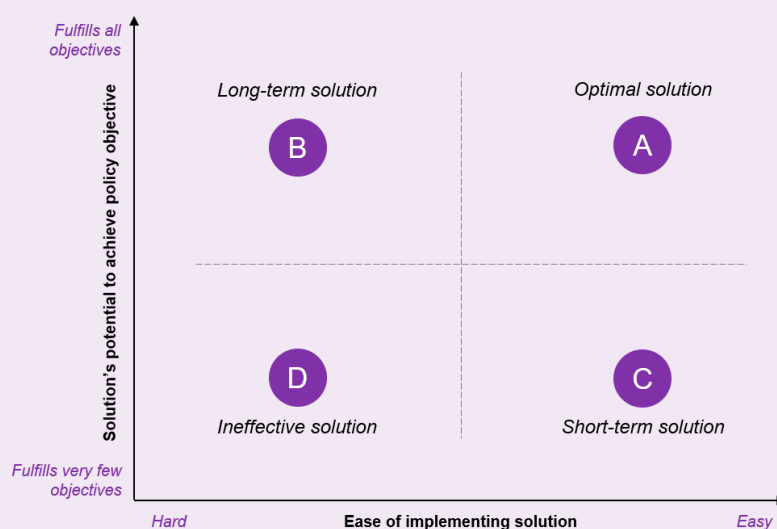 Fulfills all
objectives
Solution's potential to achieve policy objective
Long-term solution
Optimal solution
B
A
D
C
Ineffective solution
Short-term solution
Fulfills very few
objectives
Hard
Ease of implementing solution
Easy